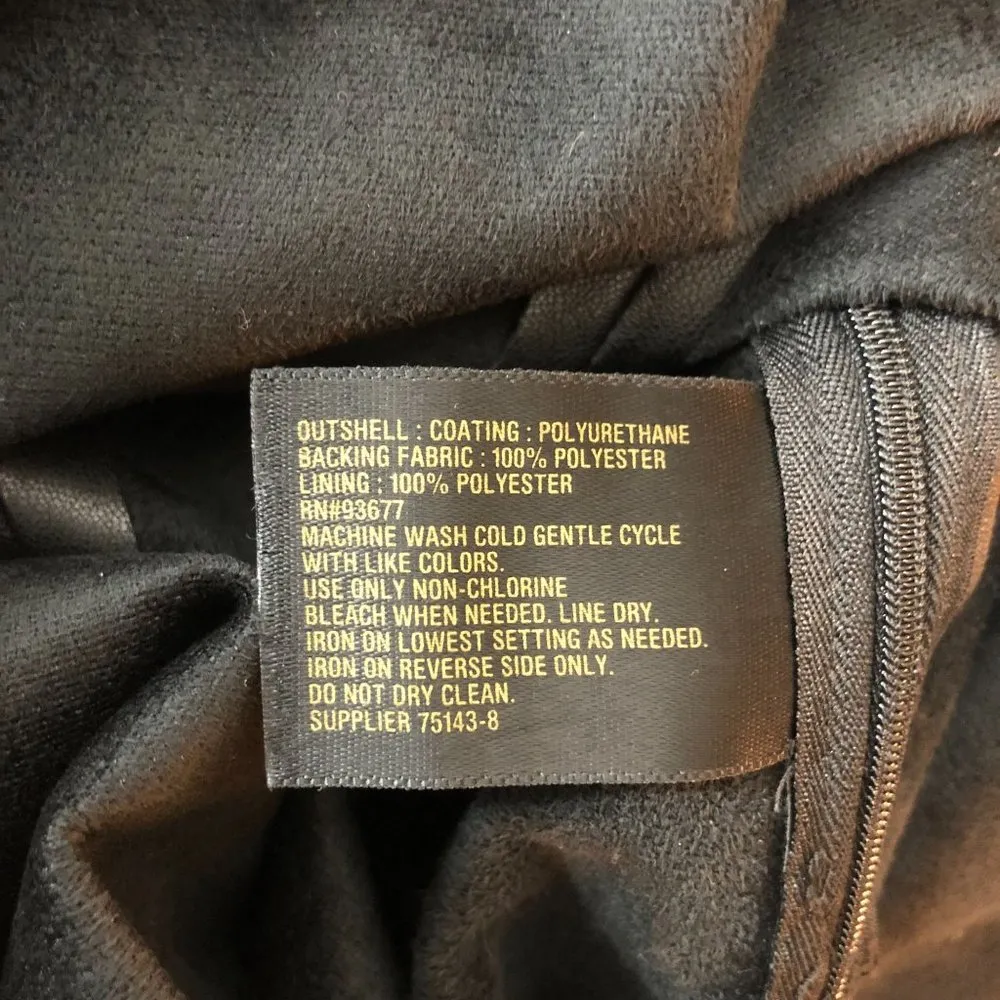 OUTSHELL : COATING : POLYURETHANE
BACKING FABRIC : 100% POLYESTER
LINING : 100% POLYESTER
RN#93677
MACHINE WASH COLD GENTLE CYCLE
WITH LIKE COLORS.
USE ONLY NON-CHLORINE
BLEACH WHEN NEEDED. LINE DRY.
IRON ON LOWEST SETTING AS NEEDED.
IRON ON REVERSE SIDE ONLY.
DO NOT DRY CLEAN.
SUPPLIER 75143-8